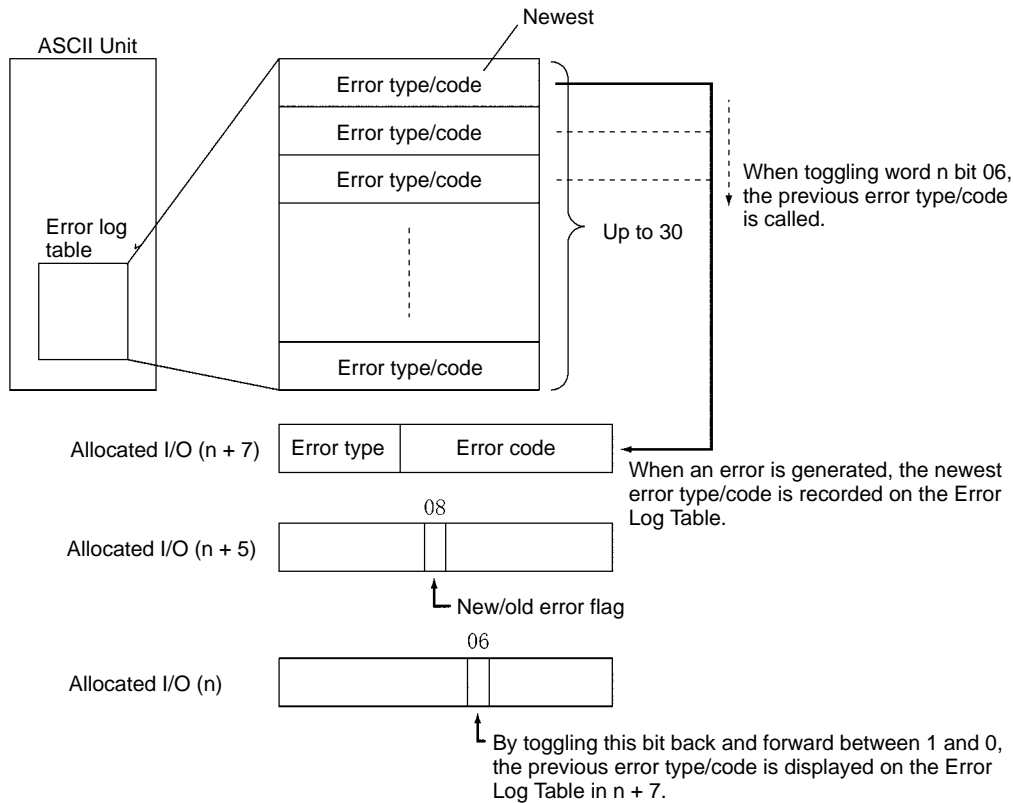 Newest
ASCII Unit
Error type/code
Error type/code
Error type/code
When toggling word n bit 06,
the previous error type/code
is called.
Error log
table
Up to 30
Error type/code
Allocated I/O (n + 7)
Error type
Error code
When an error is generated, the newest
error type/code is recorded on the Error
Log Table.
08
Allocated I/O (n + 5)
New/old error flag
06
Allocated I/O (n)
By toggling this bit back and forward between 1 and 0,
the previous error type/code is displayed on the Error
Log Table in n + 7.